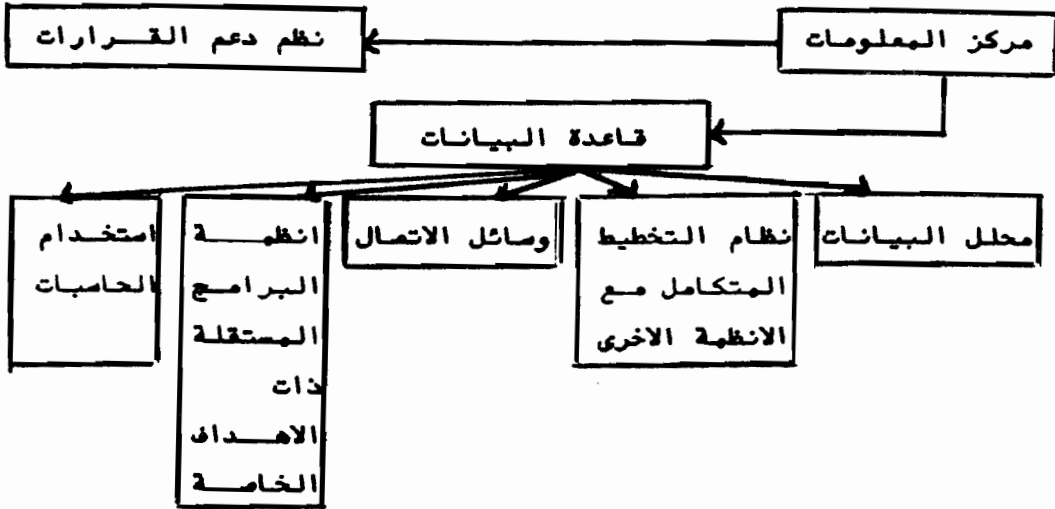 مركز المعلومات
نظم دعم القرارات
قاعدة البيانات
محلل البيانات
نظام التخطيط
المتكامل مع
الانظمة الاخرى
وسائل الاتصال
انظمة
البرامج
المستقلة
ذات
الاهداف
الخاصة
استخدام
الحاسبات